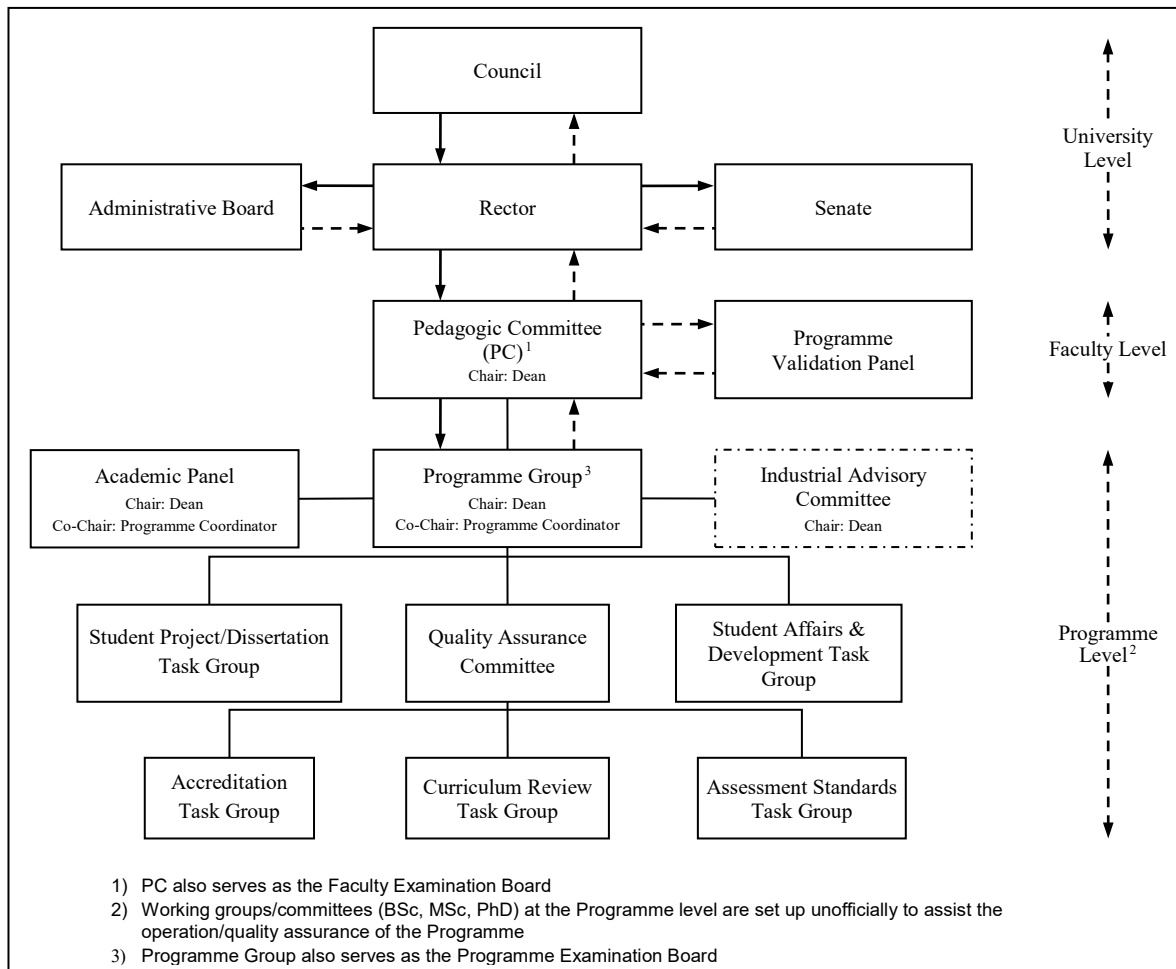 Council
University
Level
Administrative Board
Rector
Senate
Pedagogic Committee
(PC)1
Chair: Dean
Programme
Validation Panel
Faculty Level
Academic Panel
Chair: Dean
Co-Chair: Programme Coordinator
Programme Group3
Chair: Dean
Co-Chair: Programme Coordinator
Industrial Advisory
Committee
Chair: Dean
Student Project/Dissertation
Task Group
Quality Assurance
Committee
Student Affairs &
Development Task
Group
Programme
Level2
Accreditation
Task Group
Curriculum Review
Task Group
Assessment Standards
Task Group
1) PC also serves as the Faculty Examination Board
2) Working groups/committees (BSc, MSc, PhD) at the Programme level are set up unofficially to assist the
operation/quality assurance of the Programme
3) Programme Group also serves as the Programme Examination Board